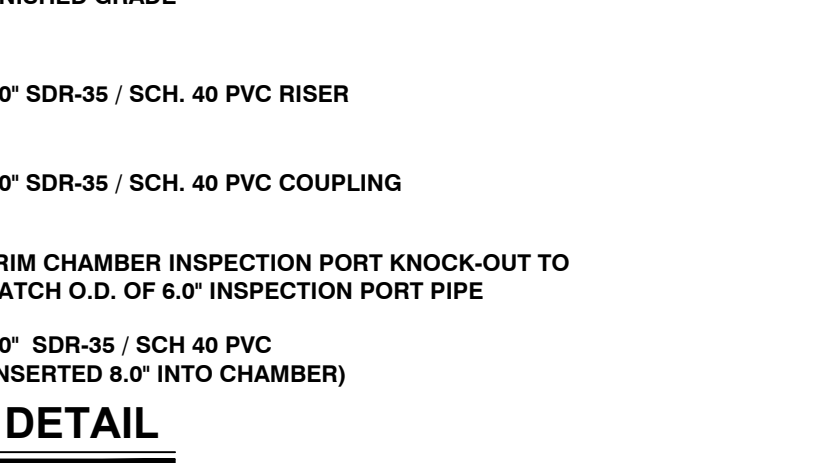 NISHED GRADE
0" SDR-35 / SCH. 40 PVC RISER
0" SDR-35 / SCH. 40 PVC COUPLING
RIM CHAMBER INSPECTION PORT KNOCK-OUT TO
ATCH O.D. OF 6.0" INSPECTION PORT PIPE
0" SDR-35 / SCH 40 PVC
NSERTED 8.0" INTO CHAMBER)
DETAIL